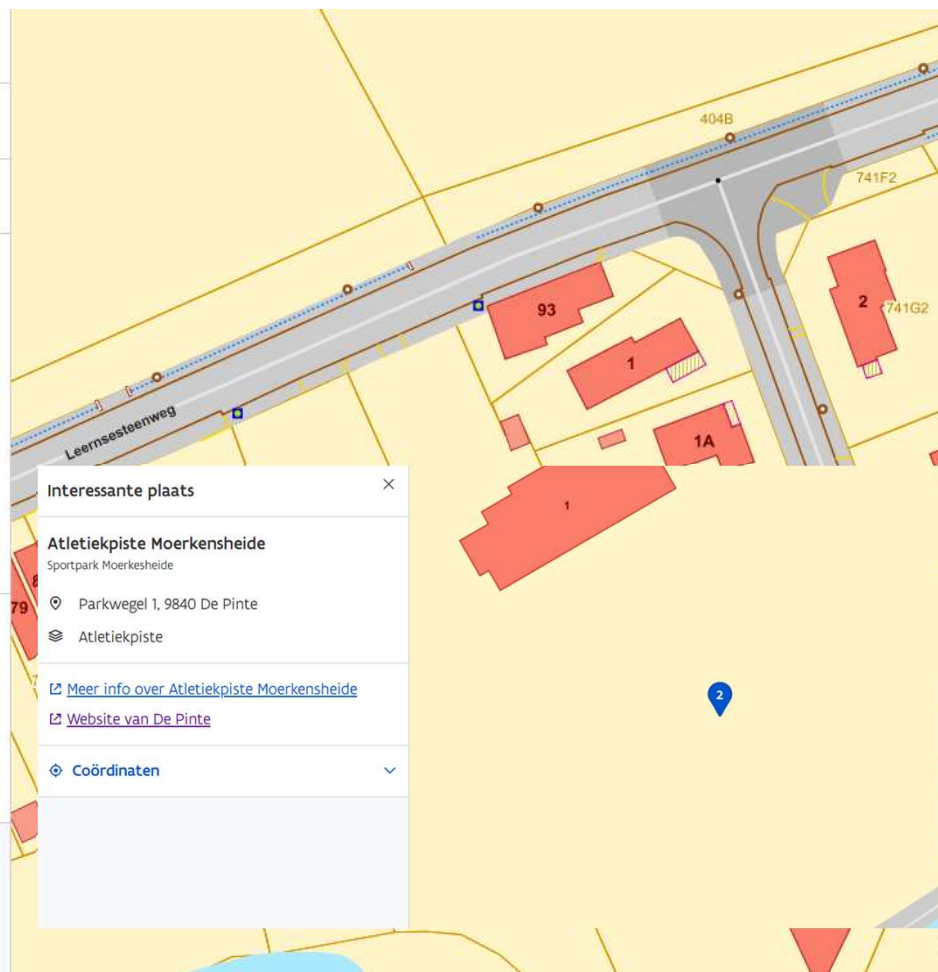 404B
741F2
93
2
741G2
1
1A
Leernsesteenweg
79
Interessante plaats
Atletiekpiste Moerkensheide
Sportpark Moerkesheide
Parkwegel 1, 9840 De Pinte
Atletiekpiste
Meer info over Atletiekpiste Moerkensheide
Website van De Pinte
Coördinaten
1
2